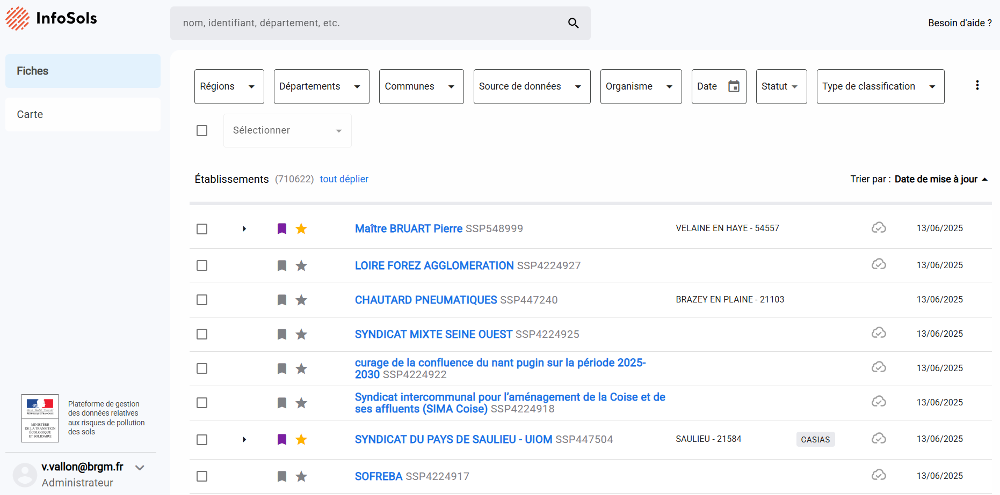 InfoSols
nom, identifiant, département, etc.
Besoin d'aide ?
Fiches
Carte
Régions
Départements
Communes
Source de données
Organisme
Date
Statut
Type de classification
Sélectionner
Établissements (710622) tout déplier
Trier par : Date de mise à jour
Maître BRUART Pierre SSP548999 VELAINE EN HAYE - 54557 13/06/2025
LOIRE FOREZ AGGLOMERATION SSP4224927 13/06/2025
CHAUTARD PNEUMATIQUES SSP447240 BRAZEY EN PLAINE - 21103 13/06/2025
SYNDICAT MIXTE SEINE OUEST SSP4224925 13/06/2025
curage de la confluence du nant pugin sur la période 2025-
2030 SSP4224922 13/06/2025
Syndicat intercommunal pour l’aménagement de la Coise et de
ses affluents (SIMA Coise) SSP4224918 13/06/2025
SYNDICAT DU PAYS DE SAULIEU - UIOM SSP447504 SAULIEU - 21584 CASIAS 13/06/2025
SOFREBA SSP4224917 13/06/2025
Liberté • Égalité • Fraternité
RÉPUBLIQUE FRANÇAISE
MINISTÈRE
DE LA TRANSITION
ÉCOLOGIQUE
ET SOLIDAIRE
Plateforme de gestion
des données relatives
aux risques de pollution
des sols
v.vallon@brgm.fr
Administrateur